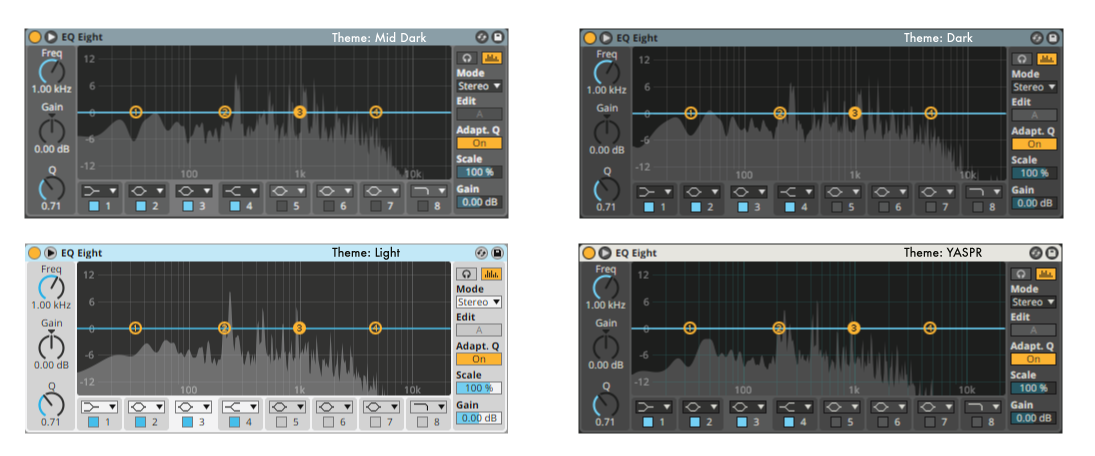 EQ Eight Theme: Mid Dark
Freq
1.00 kHz
Gain
0.00 dB
Q
0.71
12
6
0
-6
-12
100 1k 10k
1 2 3 4
1 2 3 4 5 6 7 8
Mode
Stereo
Edit
A
Adapt. Q
On
Scale
100 %
Gain
0.00 dB
EQ Eight Theme: Dark
Freq
1.00 kHz
Gain
0.00 dB
Q
0.71
12
6
0
-6
-12
100 1k 10k
1 2 3 4
1 2 3 4 5 6 7 8
Mode
Stereo
Edit
A
Adapt. Q
On
Scale
100 %
Gain
0.00 dB
EQ Eight Theme: Light
Freq
1.00 kHz
Gain
0.00 dB
Q
0.71
12
6
0
-6
-12
100 1k 10k
1 2 3 4
1 2 3 4 5 6 7 8
Mode
Stereo
Edit
A
Adapt. Q
On
Scale
100 %
Gain
0.00 dB
EQ Eight Theme: YASPR
Freq
1.00 kHz
Gain
0.00 dB
Q
0.71
12
6
0
-6
-12
100 1k 10k
1 2 3 4
1 2 3 4 5 6 7 8
Mode
Stereo
Edit
A
Adapt. Q
On
Scale
100 %
Gain
0.00 dB